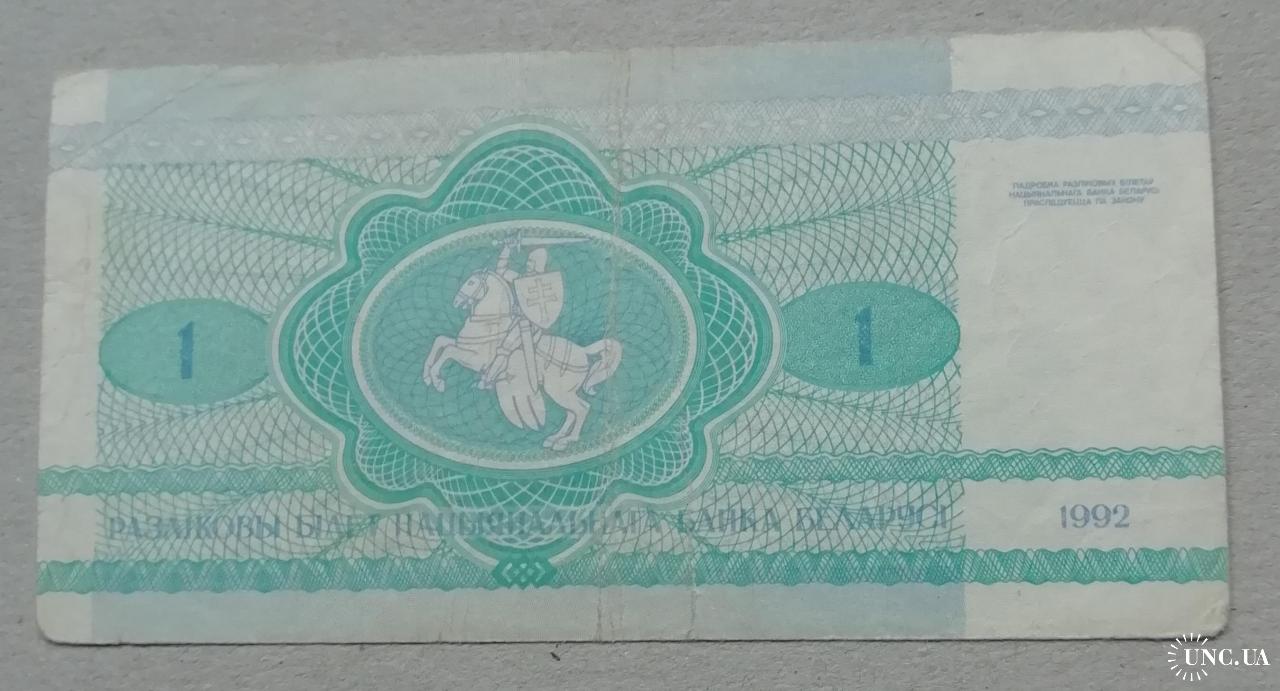 ПАДРОБКА РАЗЛІКОВЫХ БІЛЕТАЎ
НАЦЫЯНАЛЬНАГА БАНКА БЕЛАРУСІ
ПРАСЛЕДУЕЦЦА ПА ЗАКОНУ
1
1
РАЗЛІКОВЫ БІЛЕТ НАЦЫЯНАЛЬНАГА БАНКА БЕЛАРУСІ
1992
UNC.UA